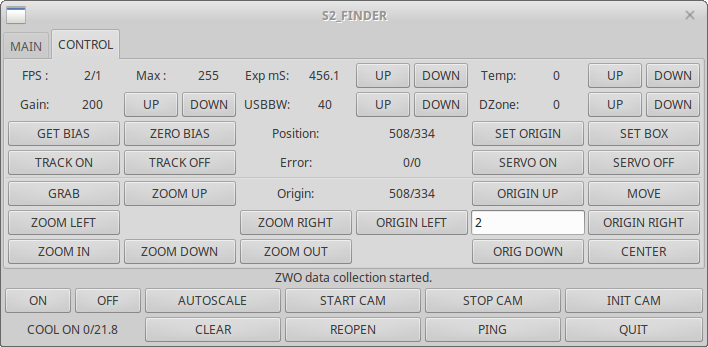 S2_FINDER
MAIN CONTROL
FPS : 2/1 Max : 255 Exp mS: 456.1 UP DOWN Temp: 0 UP DOWN
Gain: 200 UP DOWN USBBW: 40 UP DOWN DZone: 0 UP DOWN
GET BIAS ZERO BIAS Position: 508/334 SET ORIGIN SET BOX
TRACK ON TRACK OFF Error: 0/0 SERVO ON SERVO OFF
GRAB ZOOM UP Origin: 508/334 ORIGIN UP MOVE
ZOOM LEFT ZOOM RIGHT ORIGIN LEFT 2 ORIGIN RIGHT
ZOOM IN ZOOM DOWN ZOOM OUT ORIG DOWN CENTER
ZWO data collection started.
ON OFF AUTOSCALE START CAM STOP CAM INIT CAM
COOL ON 0/21.8 CLEAR REOPEN PING QUIT